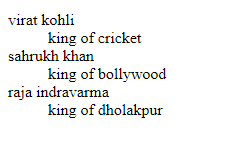 virat kohli
king of cricket
sahrukh khan
king of bollywood
raja indravarma
king of dholakpur